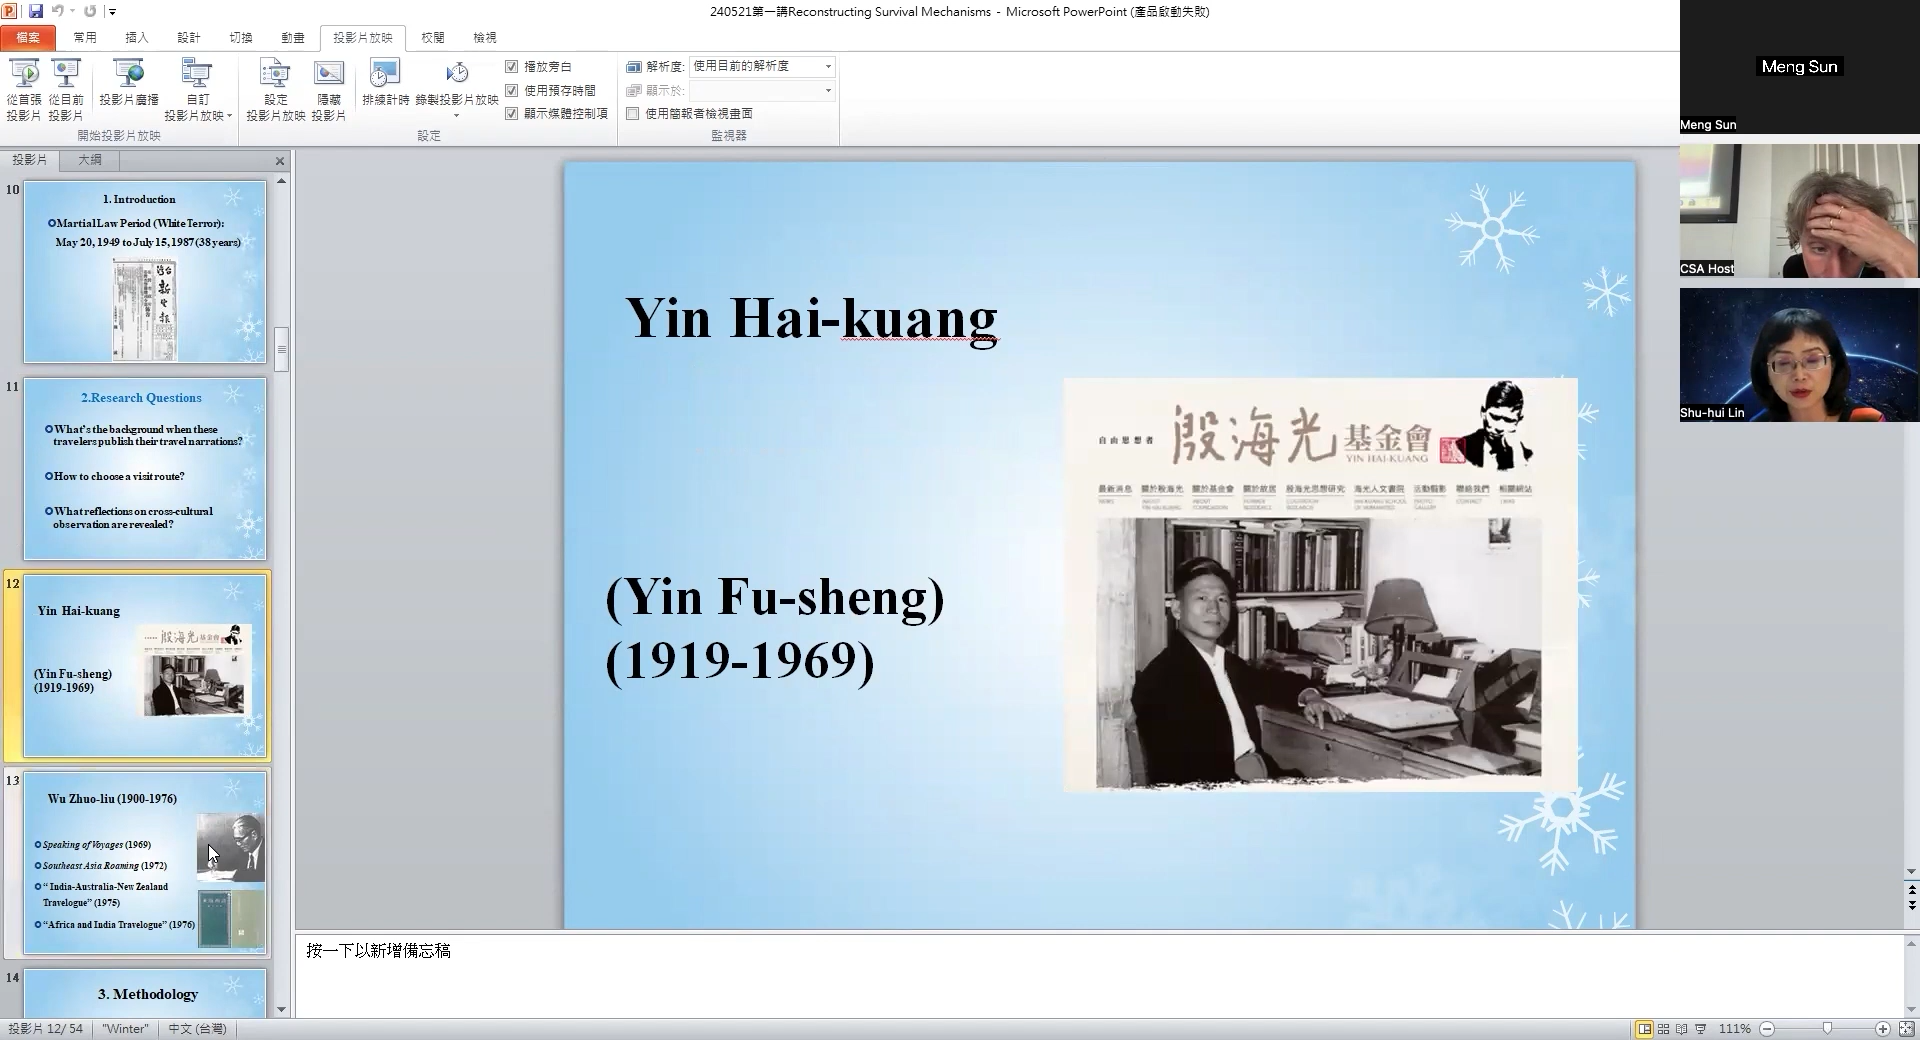 240521第一講Reconstructing Survival Mechanisms - Microsoft PowerPoint (產品啟動失敗)
檔案 常用 插入 設計 切換 動畫 投影片放映 校閱 檢視
從首張投影片
從目前投影片
投影片廣播
自訂投影片放映
開始投影片放映
設定投影片放映
隱藏投影片
排練計時
錄製投影片放映
播放旁白
使用預存時間
顯示媒體控制項
設定
解析度: 使用目前的解析度
顯示於:
使用簡報者檢視畫面
監視器
投影片 大綱
10
1. Introduction
Martial Law Period (White Terror):
May 20, 1949 to July 15, 1987 (38 years)
11
2.Research Questions
What's the background when these
travelers publish their travel narrations?
How to choose a visit route?
What reflections on cross-cultural
observation are revealed?
12
Yin Hai-kuang
殷海光基金會
(Yin Fu-sheng)
(1919-1969)
13
Wu Zhuo-liu (1900-1976)
Speaking of Voyages (1969)
Southeast Asia Roaming (1972)
“ India-Australia-New Zealand
Travelogue” (1975)
“Africa and India Travelogue” (1976)
14
3. Methodology
Yin Hai-kuang
自由思想者
殷海光基金會
YIN HAI-KUANG
最新消息 關於殷海光 關於基金會 關於故居 殷海光思想研究 海光人文書院 活動翦影 聯絡我們 相關網站
(Yin Fu-sheng)
(1919-1969)
按一下以新增備忘稿
投影片 12/ 54 "Winter" 中文 (台灣)
111%
Meng Sun
Meng Sun
CSA Host
Shu-hui Lin